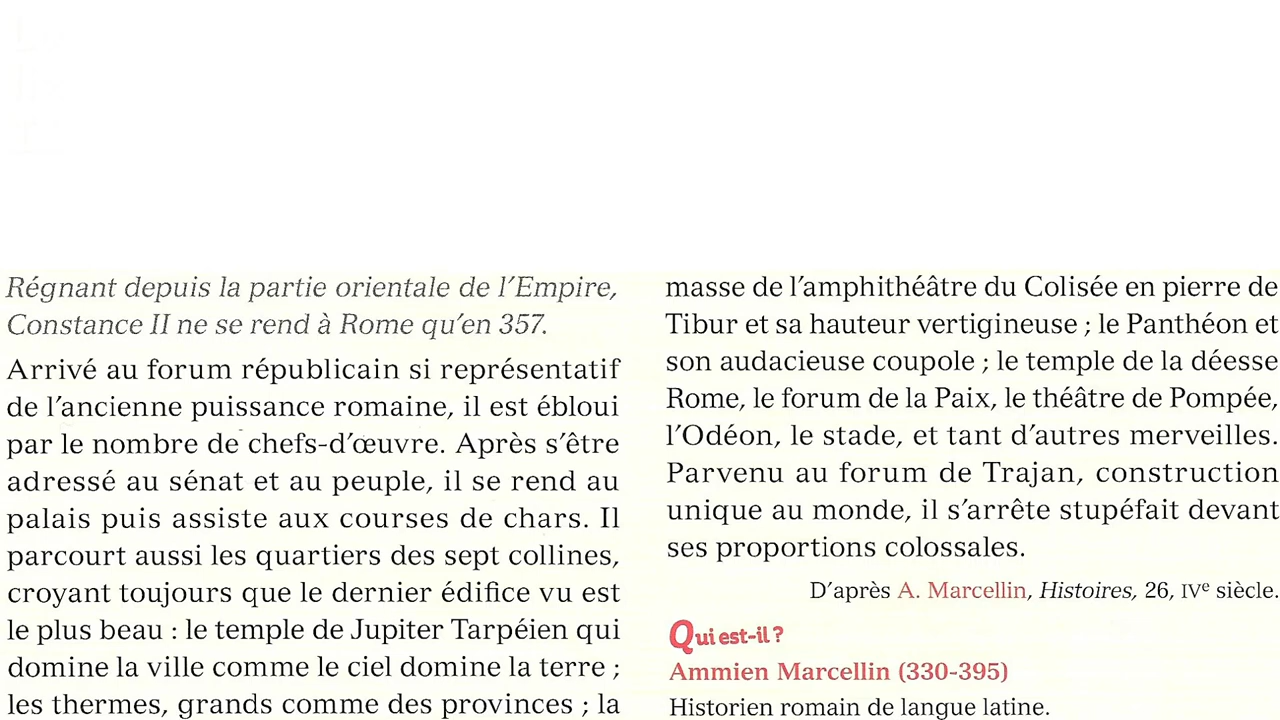 Régnant depuis la partie orientale de l'Empire,
Constance II ne se rend à Rome qu'en 357.
Arrivé au forum républicain si représentatif
de l'ancienne puissance romaine, il est ébloui
par le nombre de chefs-d'œuvre. Après s'être
adressé au sénat et au peuple, il se rend au
palais puis assiste aux courses de chars. Il
parcourt aussi les quartiers des sept collines,
croyant toujours que le dernier édifice vu est
le plus beau : le temple de Jupiter Tarpéien qui
domine la ville comme le ciel domine la terre ;
les thermes, grands comme des provinces ; la
masse de l'amphithéâtre du Colisée en pierre de
Tibur et sa hauteur vertigineuse ; le Panthéon et
son audacieuse coupole ; le temple de la déesse
Rome, le forum de la Paix, le théâtre de Pompée,
l'Odéon, le stade, et tant d'autres merveilles.
Parvenu au forum de Trajan, construction
unique au monde, il s'arrête stupéfait devant
ses proportions colossales.
D'après A. Marcellin, Histoires, 26, IVe siècle.
Qui est-il ?
Ammien Marcellin (330-395)
Historien romain de langue latine.